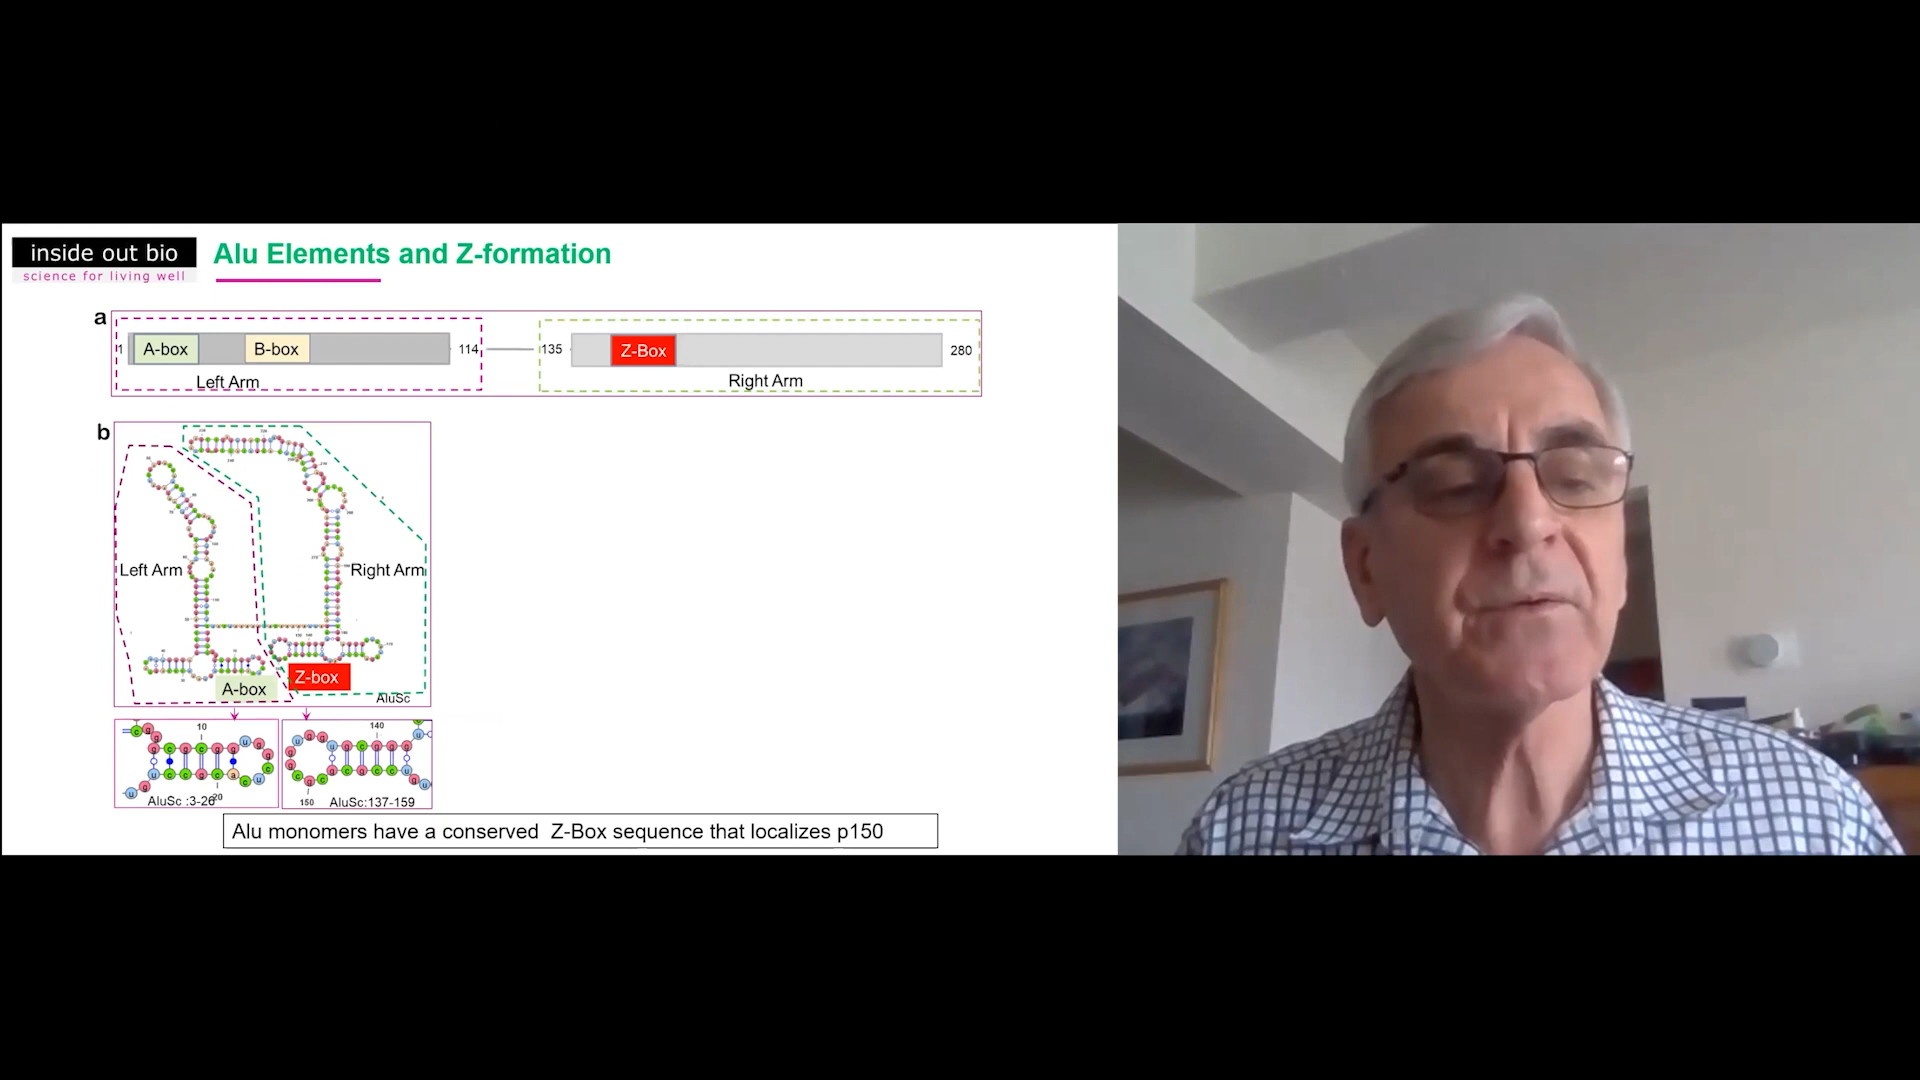 inside out bio
science for living well
Alu Elements and Z-formation
a
1 A-box B-box 114 135 Z-Box 280
Left Arm Right Arm
b
Left Arm Right Arm
Z-box
A-box
AluSc
10
140
AluSc :3-26
20
150
AluSc:137-159
Alu monomers have a conserved Z-Box sequence that localizes p150